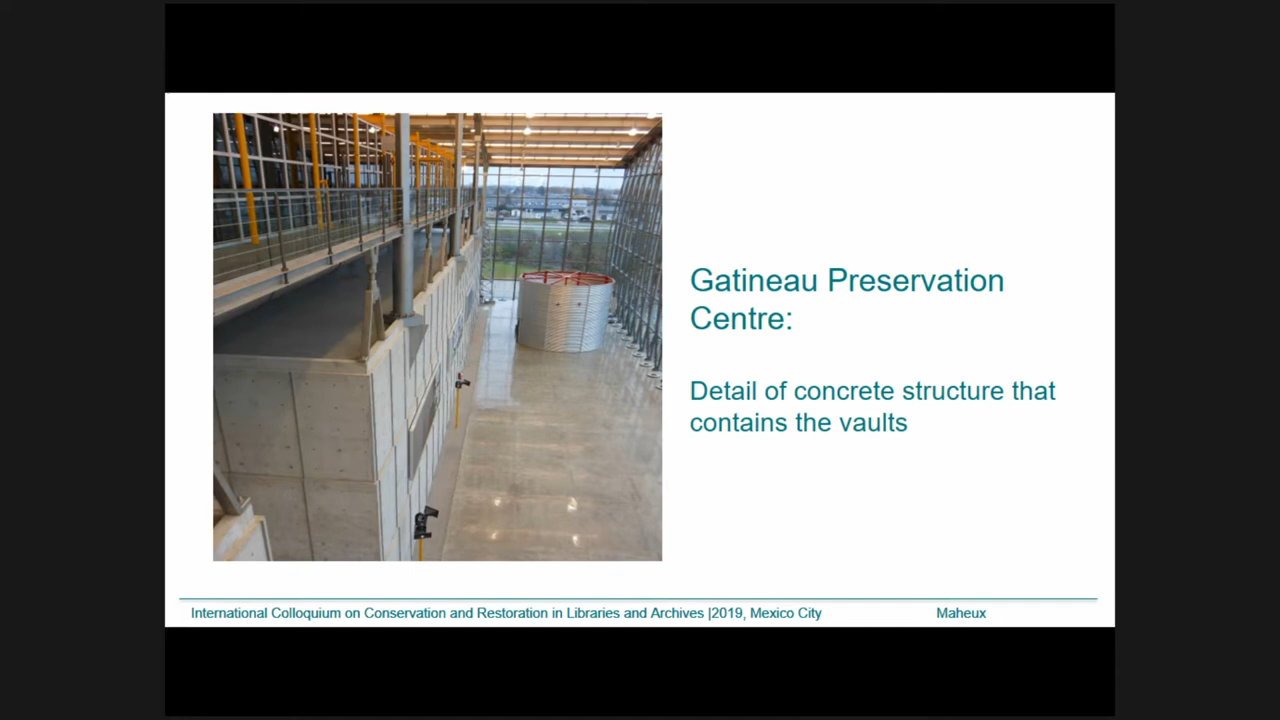 Gatineau Preservation
Centre:
Detail of concrete structure that
contains the vaults
International Colloquium on Conservation and Restoration in Libraries and Archives |2019, Mexico City
Maheux